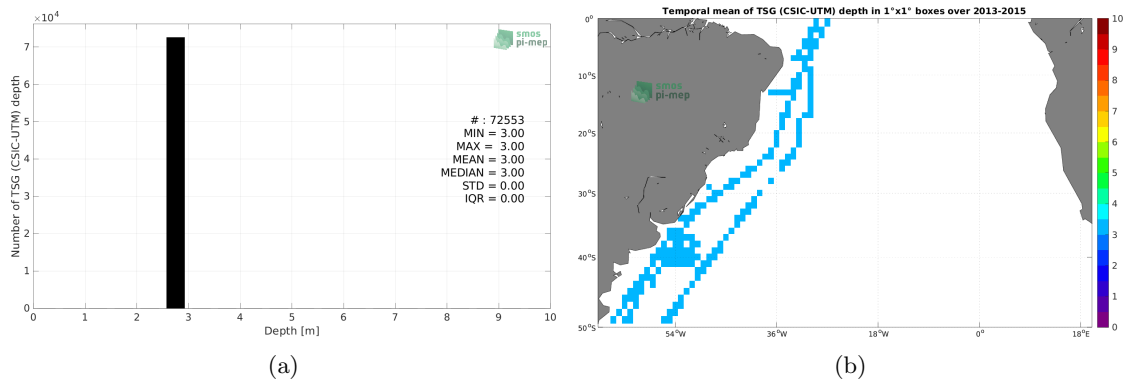 ×10⁴
7
6
5
4
3
2
1
0
Number of TSG (CSIC-UTM) depth
smos
pi-mep
# : 72553
MIN = 3.00
MAX = 3.00
MEAN = 3.00
MEDIAN = 3.00
STD = 0.00
IQR = 0.00
0 1 2 3 4 5 6 7 8 9 10
Depth [m]
(a)
Temporal mean of TSG (CSIC-UTM) depth in 1°x1° boxes over 2013-2015
0°
10°S
20°S
30°S
40°S
50°S
smos
pi-mep
54°W 36°W 18°W 0° 18°E
10
9
8
7
6
5
4
3
2
1
0
(b)